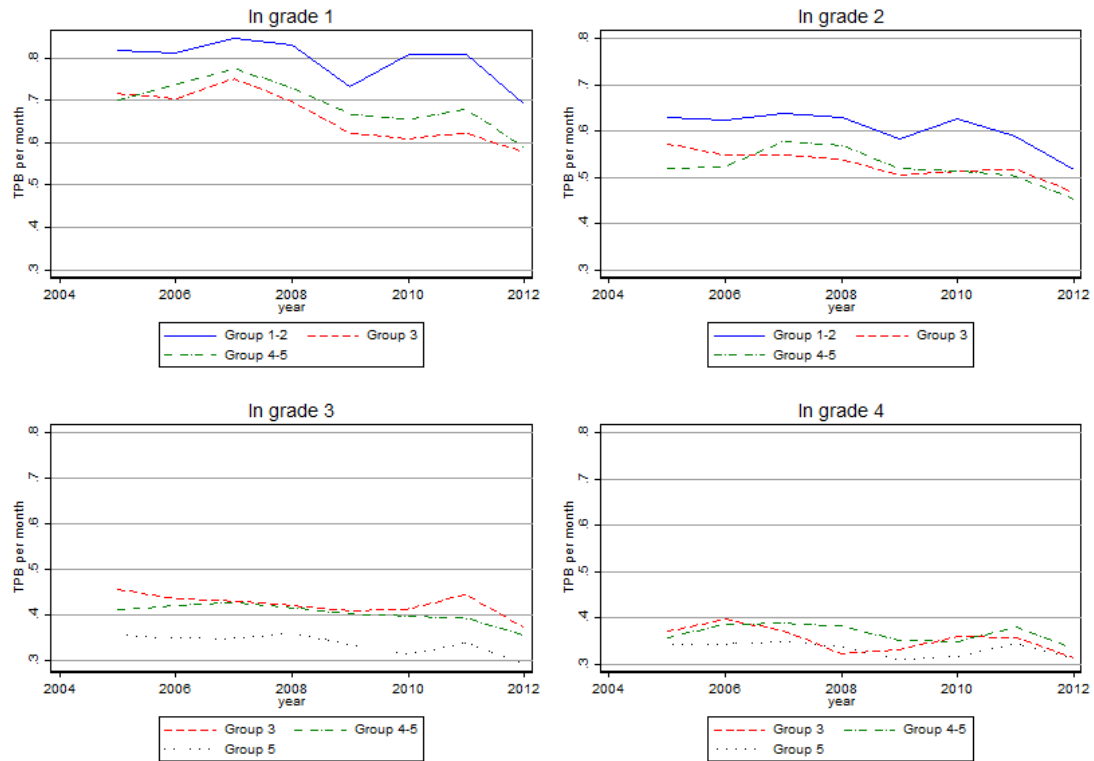 In grade 1
TPB per month
.8
.7
.6
.5
.4
.3
2004 2006 2008 2010 2012
year
Group 1-2 Group 3
Group 4-5
In grade 2
TPB per month
.8
.7
.6
.5
.4
.3
2004 2006 2008 2010 2012
year
Group 1-2 Group 3
Group 4-5
In grade 3
TPB per month
.8
.7
.6
.5
.4
.3
2004 2006 2008 2010 2012
year
Group 3 Group 4-5
Group 5
In grade 4
TPB per month
.8
.7
.6
.5
.4
.3
2004 2006 2008 2010 2012
year
Group 3 Group 4-5
Group 5